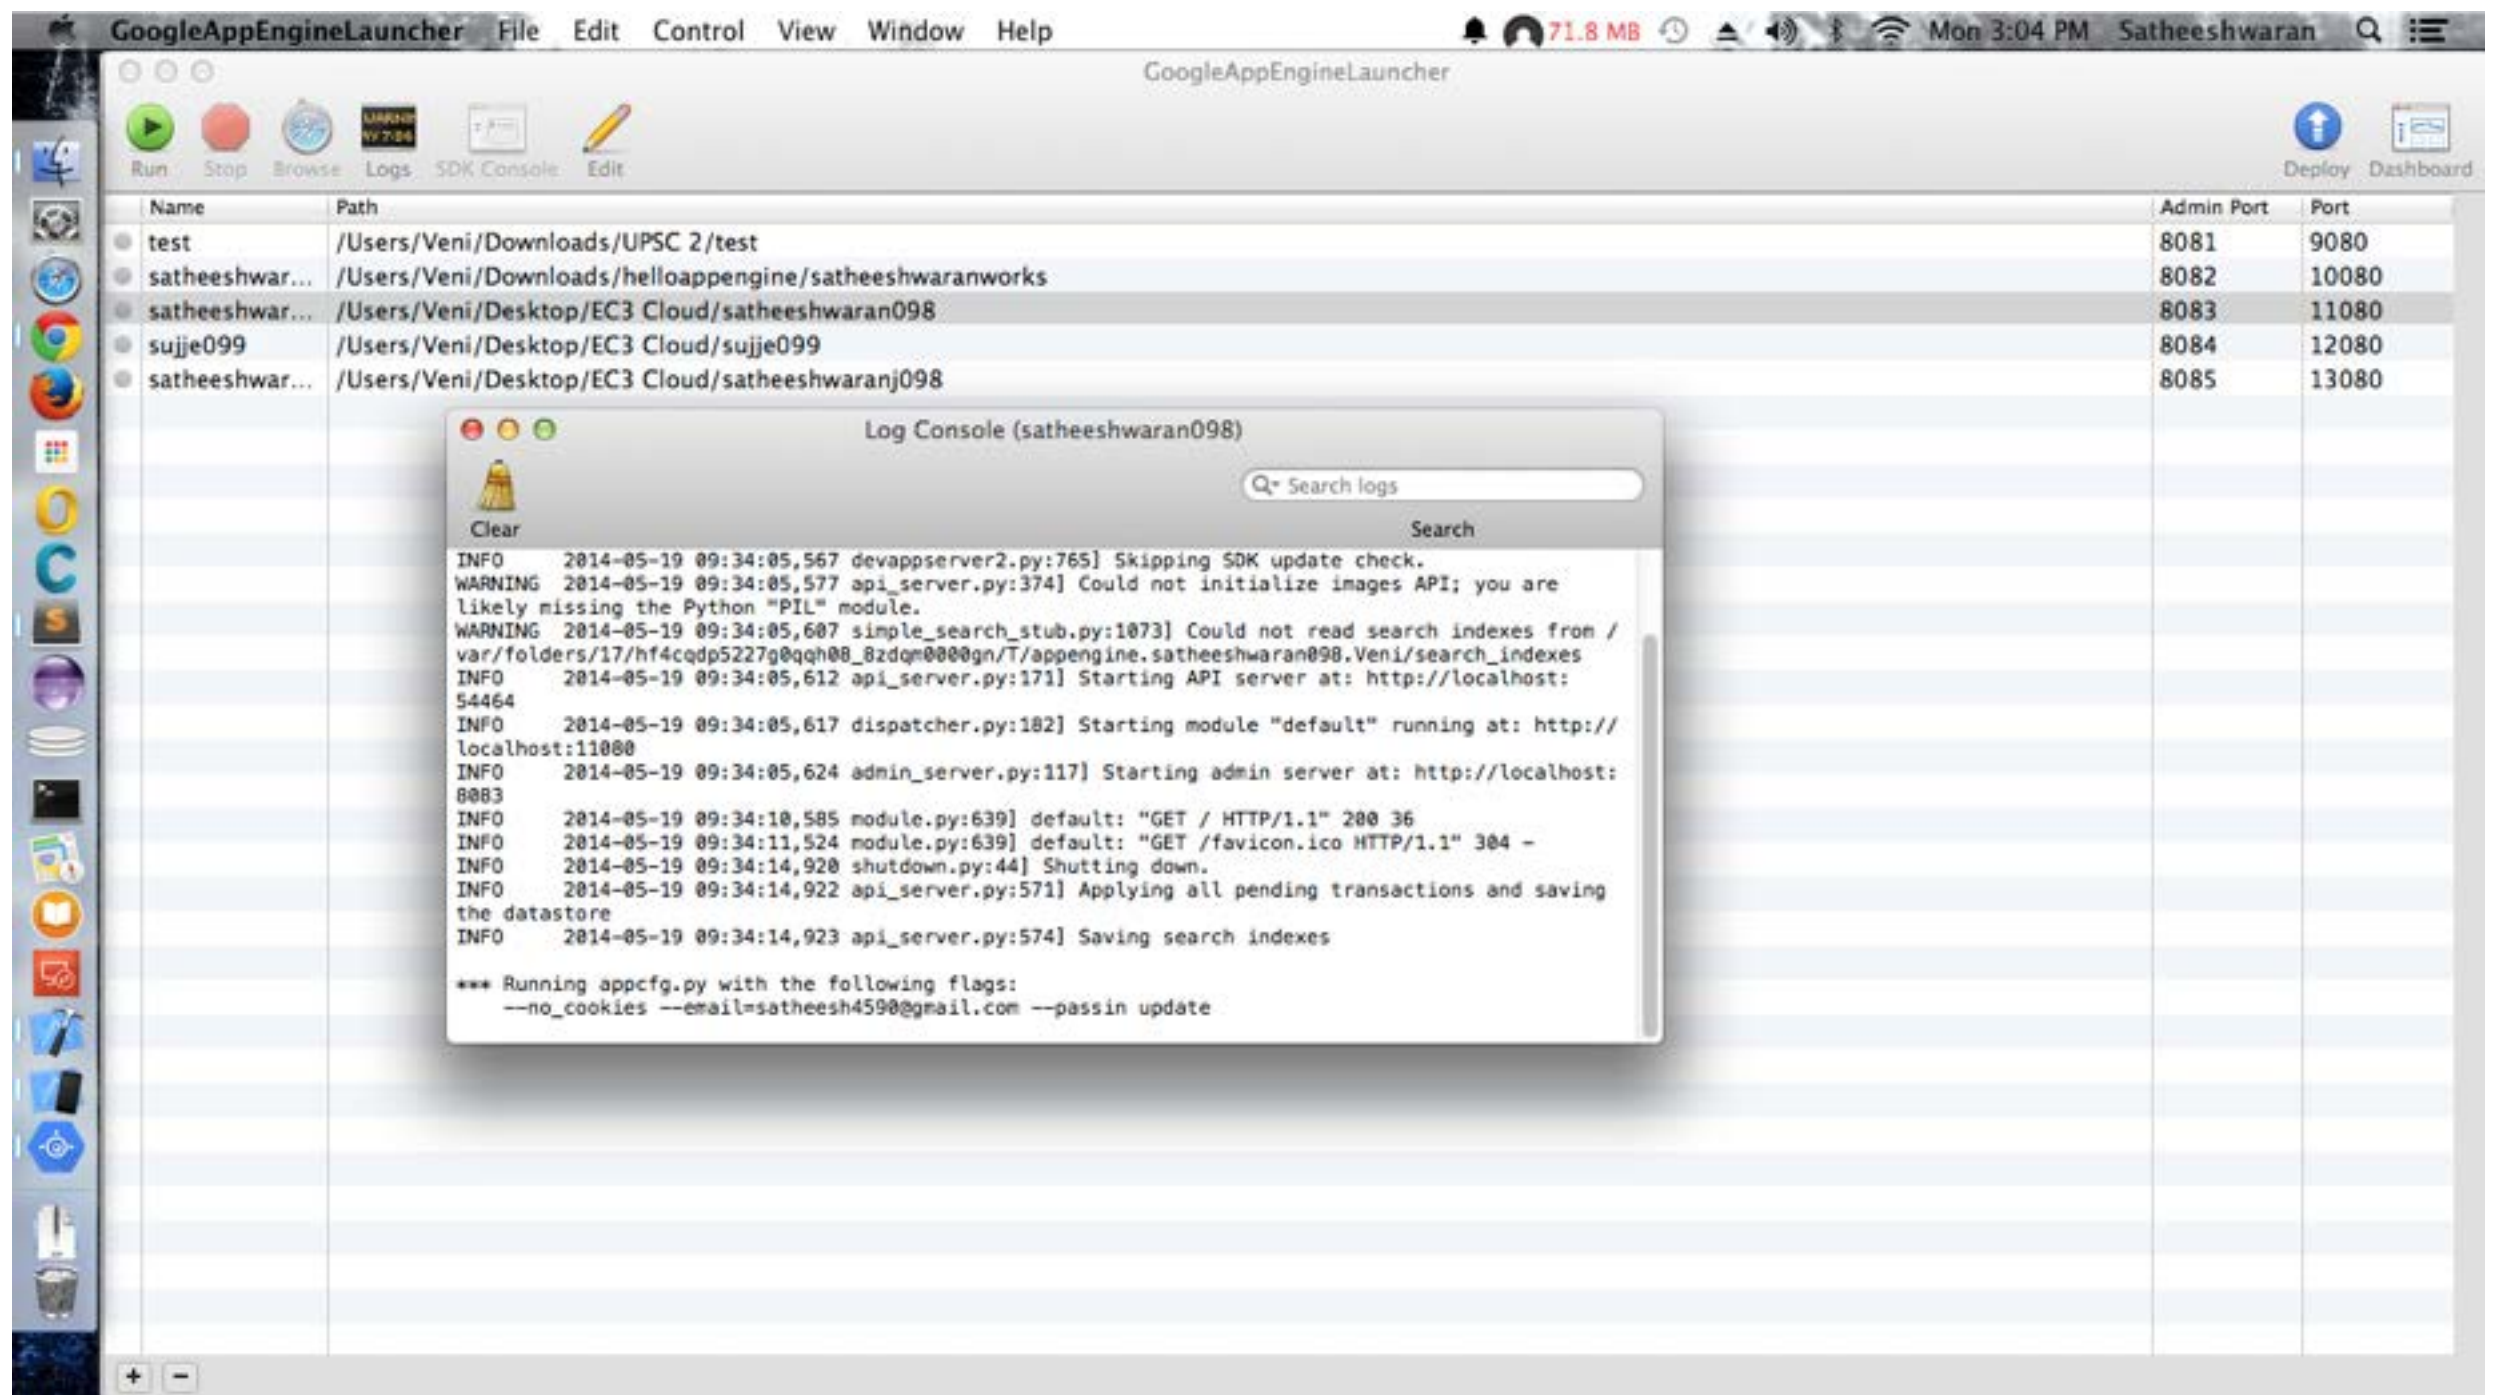 GoogleAppEngineLauncher File Edit Control View Window Help 71.8 MB Mon 3:04 PM Satheeshwaran
GoogleAppEngineLauncher
Run Stop Browse Logs SDK Console Edit Deploy Dashboard
Name Path Admin Port Port
test /Users/Veni/Downloads/UPSC 2/test 8081 9080
satheeshwar... /Users/Veni/Downloads/helloappengine/satheeshwaranworks 8082 10080
satheeshwar... /Users/Veni/Desktop/EC3 Cloud/satheeshwaran098 8083 11080
sujje099 /Users/Veni/Desktop/EC3 Cloud/sujje099 8084 12080
satheeshwar... /Users/Veni/Desktop/EC3 Cloud/satheeshwaranj098 8085 13080
Log Console (satheeshwaran098)
Search logs
Clear Search
INFO 2014-05-19 09:34:05,567 devappserver2.py:765] Skipping SDK update check.
WARNING 2014-05-19 09:34:05,577 api_server.py:374] Could not initialize images API; you are
likely missing the Python "PIL" module.
WARNING 2014-05-19 09:34:05,607 simple_search_stub.py:1073] Could not read search indexes from /
var/folders/17/hf4cqdp5227g0qqh08_8zdqm0000gn/T/appengine.satheeshwaran098.Veni/search_indexes
INFO 2014-05-19 09:34:05,612 api_server.py:171] Starting API server at: http://localhost:
54464
INFO 2014-05-19 09:34:05,617 dispatcher.py:182] Starting module "default" running at: http://
localhost:11080
INFO 2014-05-19 09:34:05,624 admin_server.py:117] Starting admin server at: http://localhost:
8083
INFO 2014-05-19 09:34:10,585 module.py:639] default: "GET / HTTP/1.1" 200 36
INFO 2014-05-19 09:34:11,524 module.py:639] default: "GET /favicon.ico HTTP/1.1" 304 -
INFO 2014-05-19 09:34:14,920 shutdown.py:44] Shutting down.
INFO 2014-05-19 09:34:14,922 api_server.py:571] Applying all pending transactions and saving
the datastore
INFO 2014-05-19 09:34:14,923 api_server.py:574] Saving search indexes
*** Running appcfg.py with the following flags:
--no_cookies --email=satheesh4590@gmail.com --passin update